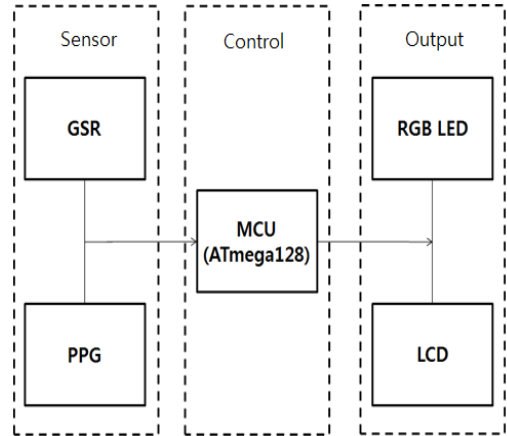 Sensor
Control
Output
GSR
RGB LED
MCU
(ATmega128)
PPG
LCD